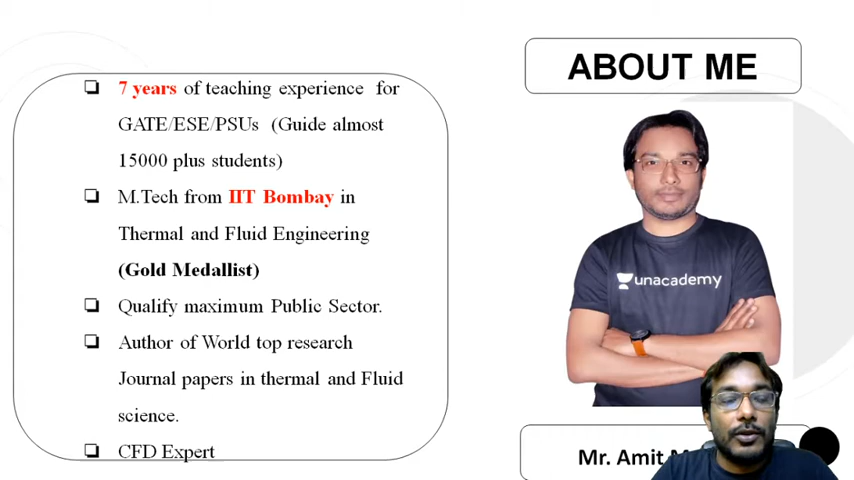 ABOUT ME
7 years of teaching experience for
GATE/ESE/PSUs (Guide almost
15000 plus students)
M.Tech from IIT Bombay in
Thermal and Fluid Engineering
(Gold Medallist)
Qualify maximum Public Sector.
Author of World top research
Journal papers in thermal and Fluid
science.
CFD Expert
unacademy
Mr. Amit